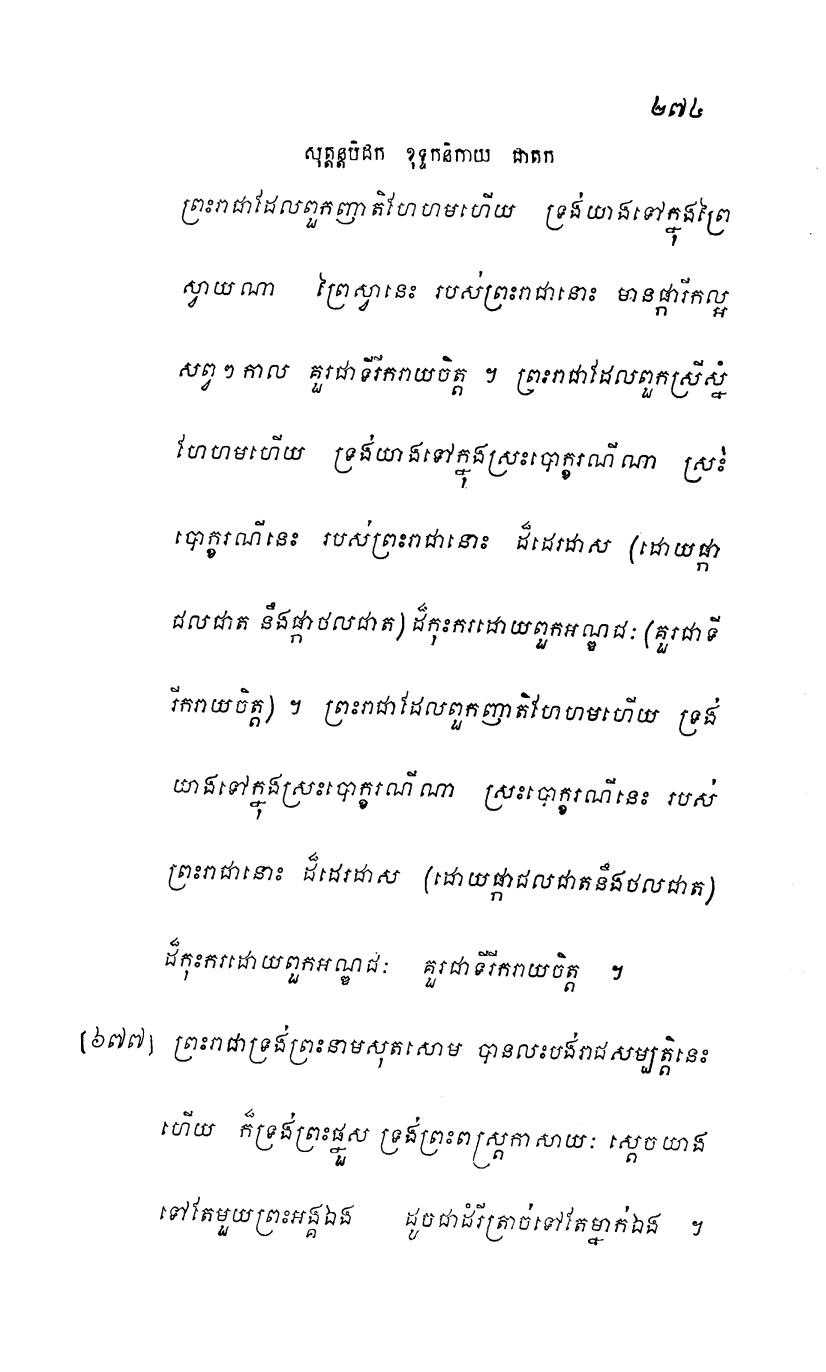 ២៧៤
សុត្តន្តបិដក ខុទ្ទកនិកាយ ជាតក
ព្រះរាជាដែលពួកញាតិហែហមហើយ ទ្រង់យាងទៅក្នុងព្រៃ
ស្វាយណា ព្រៃស្វានេះ របស់ព្រះរាជានោះ មានផ្ការីកល្អ
សព្វ ៗ កាល គួរជាទីរីករាយចិត្ត ។ ព្រះរាជាដែលពួកស្រីស្នំ
ហែហមហើយ ទ្រង់យាងទៅក្នុងស្រះបោក្ខរណីណា ស្រះ
បោក្ខរណីនេះ របស់ព្រះរាជានោះ ដ៏ដេរដាស (ដោយផ្កា
ជលជាត នឹងផ្កាថលជាត) ដ៏កុះករដោយពួកអណ្ឌជៈ (គួរជាទី
រីករាយចិត្ត) ។ ព្រះរាជាដែលពួកញាតិហែហមហើយ ទ្រង់
យាងទៅក្នុងស្រះបោក្ខរណីណា ស្រះបោក្ខរណីនេះ របស់
ព្រះរាជានោះ ដ៏ដេរដាស (ដោយផ្កាជលជាតនឹងថលជាត)
ដ៏កុះករដោយពួកអណ្ឌជៈ គួរជាទីរីករាយចិត្ត ។
[៦៧៧] ព្រះរាជាទ្រង់ព្រះនាមសុតសោម បានលះបង់រាជសម្បត្តិនេះ
ហើយ ក៏ទ្រង់ព្រះផ្នួស ទ្រង់ព្រះពស្ត្រកាសាយៈ ស្តេចយាង
ទៅតែមួយព្រះអង្គឯង ដូចជាដំរីត្រាច់ទៅតែម្នាក់ឯង ។